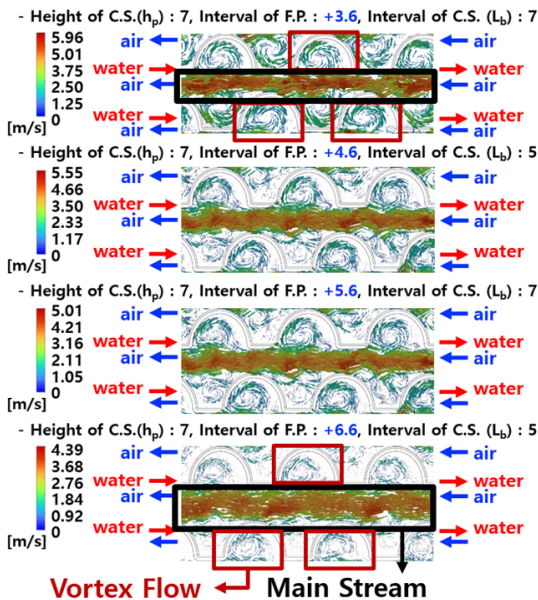 - Height of C.S.(hp) : 7, Interval of F.P. : +3.6, Interval of C.S. (Lb) : 7
5.96 air air
5.01
3.75 water water
2.50 air air
1.25
0 water water
[m/s] air air
- Height of C.S.(hp) : 7, Interval of F.P. : +4.6, Interval of C.S. (Lb) : 5
5.55 air air
4.66
3.50 water water
2.33 air air
1.17
0 water water
[m/s]
- Height of C.S.(hp) : 7, Interval of F.P. : +5.6, Interval of C.S. (Lb) : 7
5.01 air air
4.21
3.16 water water
2.11 air air
1.05
0 water water
[m/s]
- Height of C.S.(hp) : 7, Interval of F.P. : +6.6, Interval of C.S. (Lb) : 5
4.39 air air
3.68
2.76 water water
1.84 air air
0.92
0 water water
[m/s]
Vortex Flow Main Stream